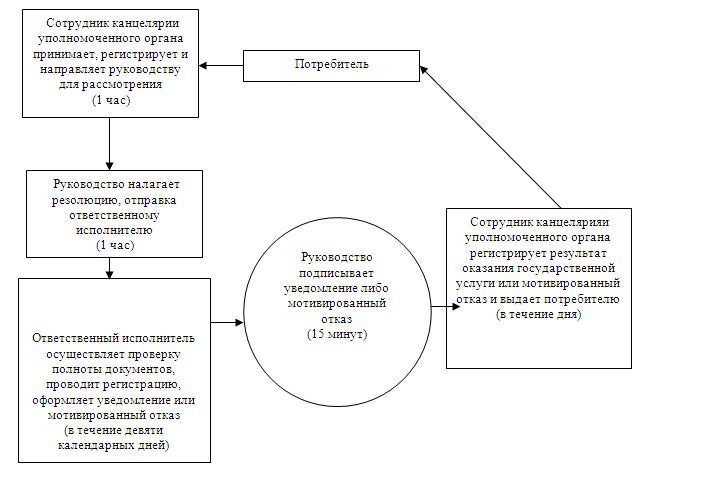 Сотрудник канцелярии
уполномоченного органа
принимает, регистрирует и
направляет руководству
для рассмотрения
(1 час)
Потребитель
Руководство налагает
резолюцию, отправка
ответственному
исполнителю
(1 час)
Ответственный исполнитель
осуществляет проверку
полноты документов,
проводит регистрацию,
оформляет уведомление или
мотивированный отказ
(в течение девяти
календарных дней)
Руководство
подписывает
уведомление либо
мотивированный
отказ
(15 минут)
Сотрудник канцелярияи
уполномоченного органа
регистрирует результат
оказания государственной
услуги или мотивированный
отказ и выдает потребителю
(в течение дня)